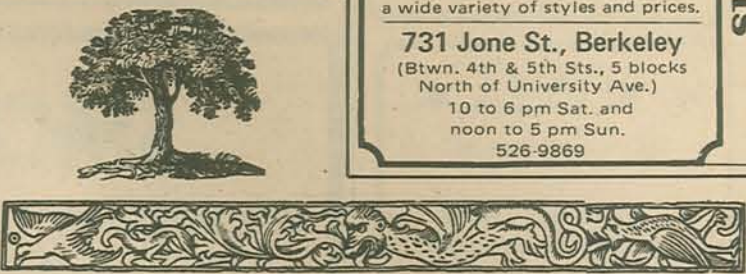 a wide variety of styles and prices.
731 Jone St., Berkeley
(Btwn. 4th & 5th Sts., 5 blocks
North of University Ave.)
10 to 6 pm Sat. and
noon to 5 pm Sun.
526-9869